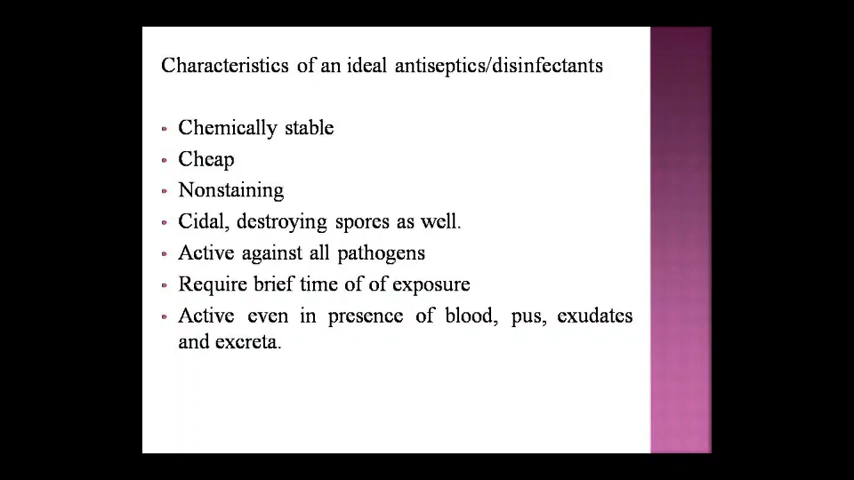 Characteristics of an ideal antiseptics/disinfectants
Chemically stable
Cheap
Nonstaining
Cidal, destroying spores as well.
Active against all pathogens
Require brief time of of exposure
Active even in presence of blood, pus, exudates
and excreta.